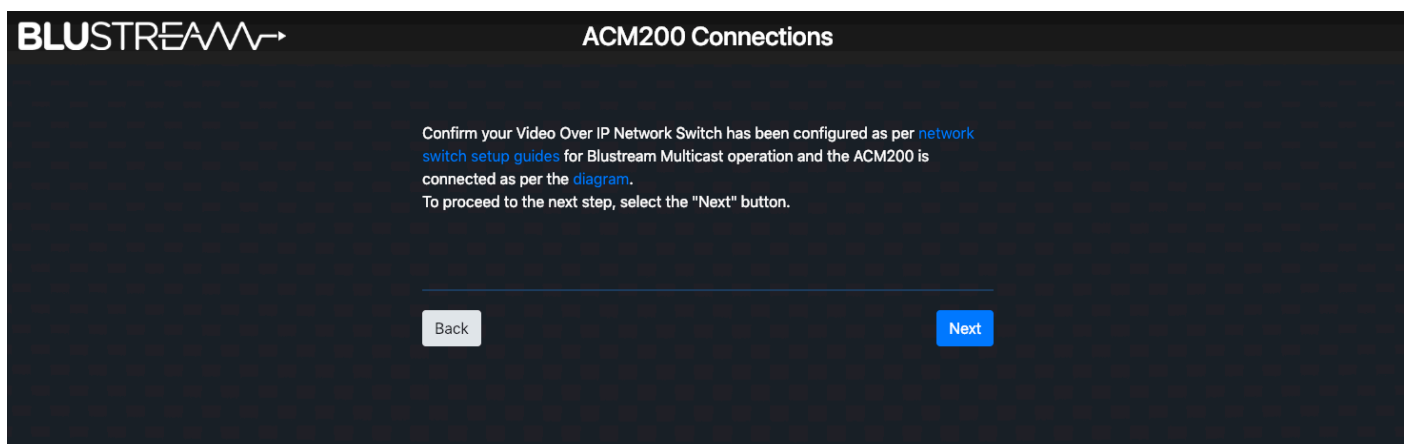 BLUSTREAM
ACM200 Connections
Confirm your Video Over IP Network Switch has been configured as per network
switch setup guides for Blustream Multicast operation and the ACM200 is
connected as per the diagram.
To proceed to the next step, select the "Next" button.
Back
Next